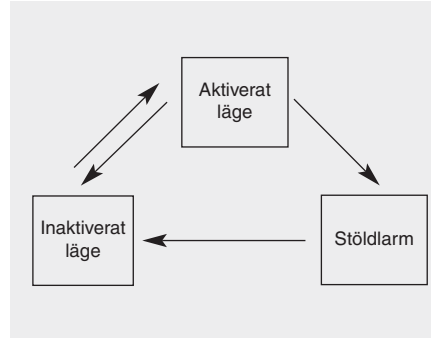 Aktiverat
läge
Inaktiverat
läge
Stöldlarm